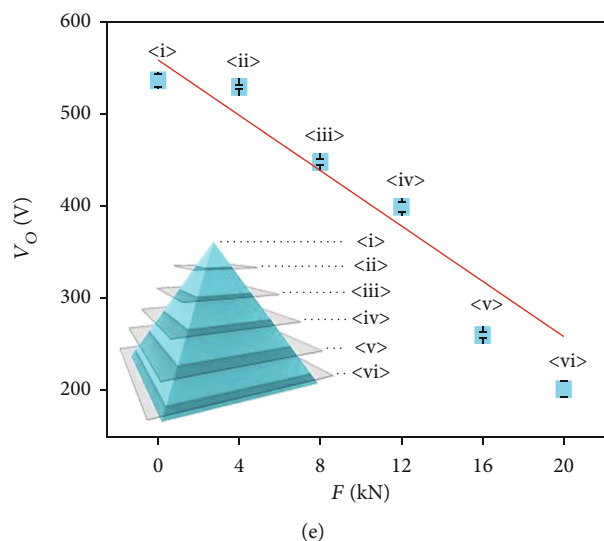 600
500
400
300
200
V_O (V)
<i>
<ii>
<iii>
<iv>
<v>
<vi>
<i>
<ii>
<iii>
<iv>
<v>
<vi>
0 4 8 12 16 20
F (kN)
(e)